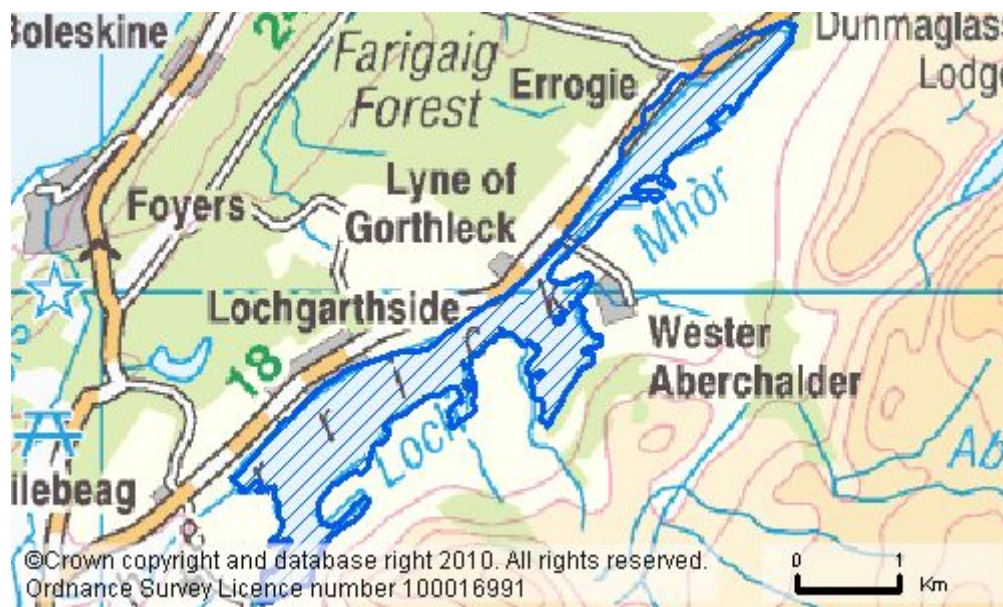 Boleskine
24
Farigaig
Forest
Errogie
Dunmaglass
Lodge
Lyne of
Gorthleck
Foyers
Mhòr
Lochgarthside
18
Wester
Aberchalder
Loch
Ab
ilebeag
©Crown copyright and database right 2010. All rights reserved.
Ordnance Survey Licence number 100016991
0 1
Km